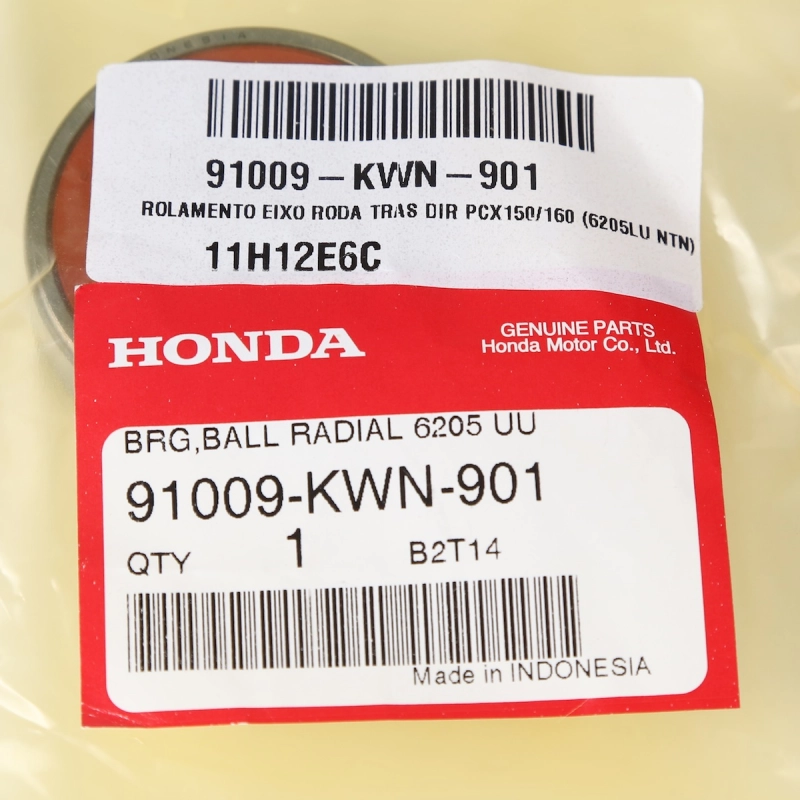 91009-KWN-901
ROLAMENTO EIXO RODA TRAS DIR PCX150/160 (6205LU NTN)
11H12E6C
HONDA
GENUINE PARTS
Honda Motor Co., Ltd.
BRG,BALL RADIAL 6205 UU
91009-KWN-901
QTY 1 B2T14
Made in INDONESIA